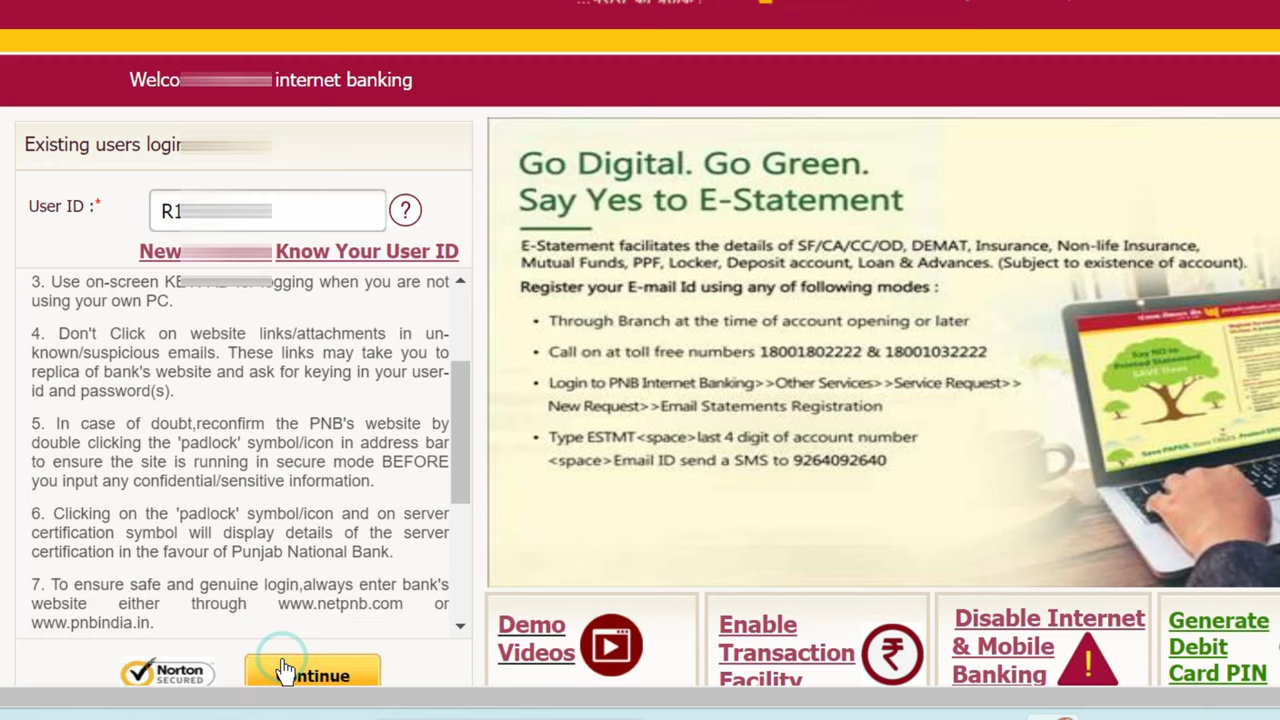 Welco internet banking
Existing users login
User ID :*
R1
?
New Know Your User ID
3. Use on-screen logging when you are not
using your own PC.
4. Don't Click on website links/attachments in un-
known/suspicious emails. These links may take you to
replica of bank's website and ask for keying in your user-
id and password(s).
5. In case of doubt,reconfirm the PNB's website by
double clicking the 'padlock' symbol/icon in address bar
to ensure the site is running in secure mode BEFORE
you input any confidential/sensitive information.
6. Clicking on the 'padlock' symbol/icon and on server
certification symbol will display details of the server
certification in the favour of Punjab National Bank.
7. To ensure safe and genuine login,always enter bank's
website either through www.netpnb.com or
www.pnbindia.in.
Norton
SECURED
Continue
Go Digital. Go Green.
Say Yes to E-Statement
E-Statement facilitates the details of SF/CA/CC/OD, DEMAT, Insurance, Non-life Insurance,
Mutual Funds, PPF, Locker, Deposit account, Loan & Advances. (Subject to existence of account).
Register your E-mail Id using any of following modes :
• Through Branch at the time of account opening or later
• Call on at toll free numbers 18001802222 & 18001032222
• Login to PNB Internet Banking>>Other Services>>Service Request>>
New Request>>Email Statements Registration
• Type ESTMT<space>last 4 digit of account number
<space>Email ID send a SMS to 9264092640
Say NO to
Printed Statement
SAVE trees
Demo
Videos
Enable
Transaction
Facility
Disable Internet
& Mobile
Banking
Generate
Debit
Card PIN